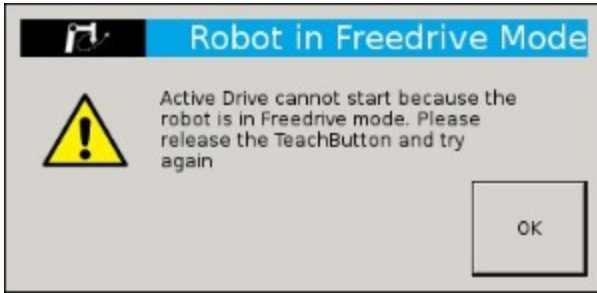 Robot in Freedrive Mode
Active Drive cannot start because the
robot is in Freedrive mode. Please
release the TeachButton and try
again
OK